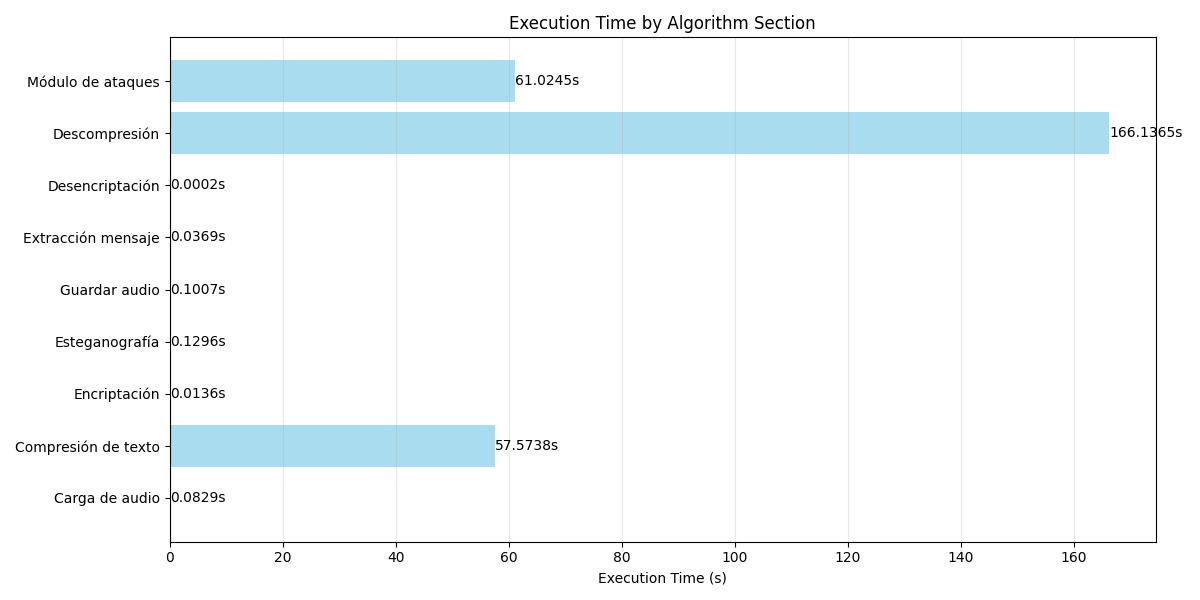 Execution Time by Algorithm Section
Módulo de ataques
61.0245s
Descompresión
166.1365s
Desencriptación
0.0002s
Extracción mensaje
0.0369s
Guardar audio
0.1007s
Esteganografía
0.1296s
Encriptación
0.0136s
Compresión de texto
57.5738s
Carga de audio
0.0829s
0 20 40 60 80 100 120 140 160
Execution Time (s)